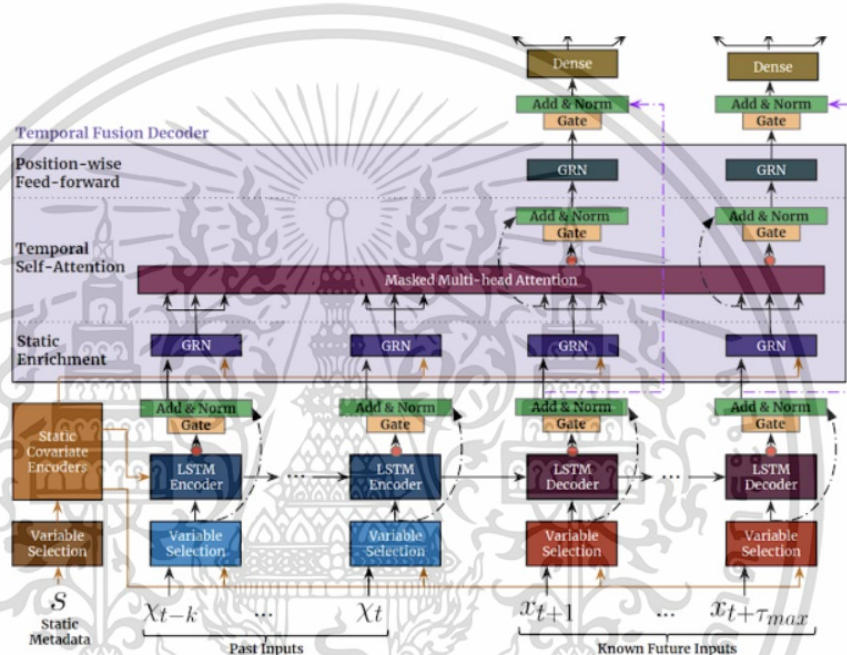 Dense Dense
Add & Norm Add & Norm
Gate Gate
Temporal Fusion Decoder
Position-wise
Feed-forward
GRN GRN
Add & Norm Add & Norm
Gate Gate
Temporal
Self-Attention
Masked Multi-head Attention
Static
Enrichment
GRN GRN GRN GRN
Add & Norm Add & Norm Add & Norm Add & Norm
Gate Gate Gate Gate
Static
Covariate
Encoders
LSTM
Encoder
...
LSTM
Encoder
LSTM
Decoder
...
LSTM
Decoder
Variable
Selection
Variable
Selection
Variable
Selection
Variable
Selection
Variable
Selection
s χt−k ... χt xt+1 ... xt+τmax
Static
Metadata
Past Inputs Known Future Inputs